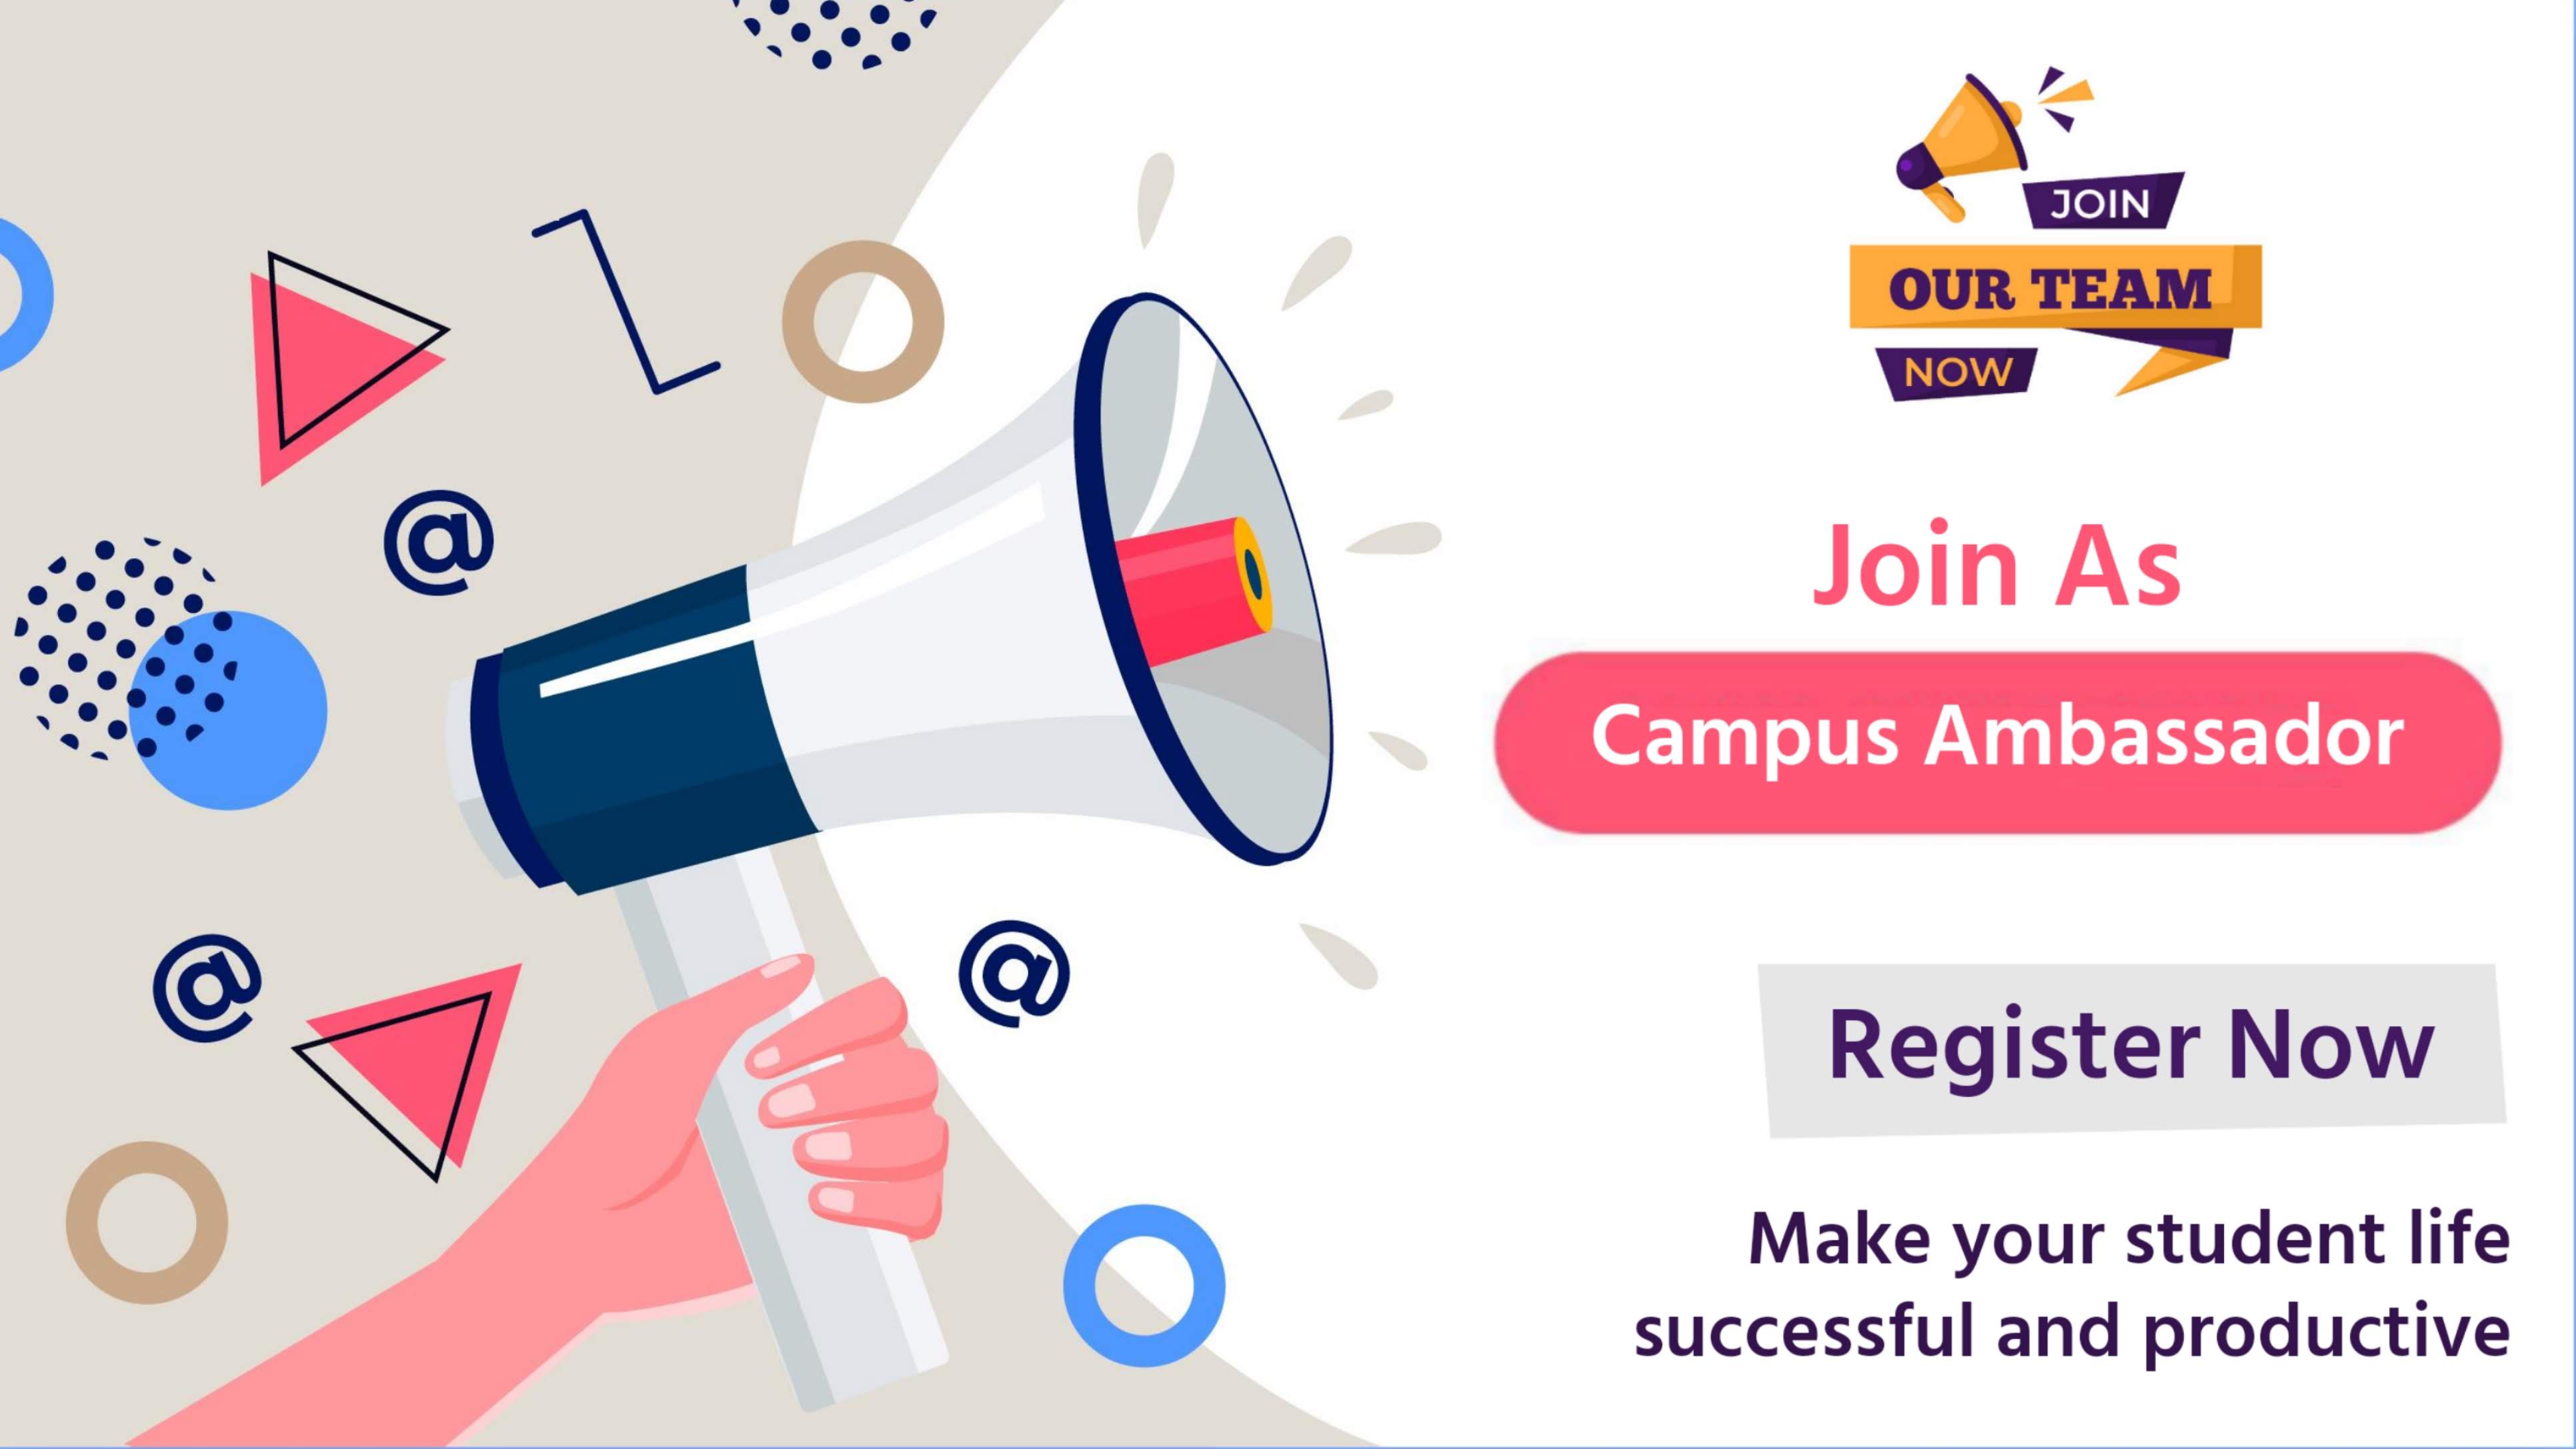 JOIN
OUR TEAM
NOW
Join As
Campus Ambassador
Register Now
Make your student life
successful and productive
@
@
@